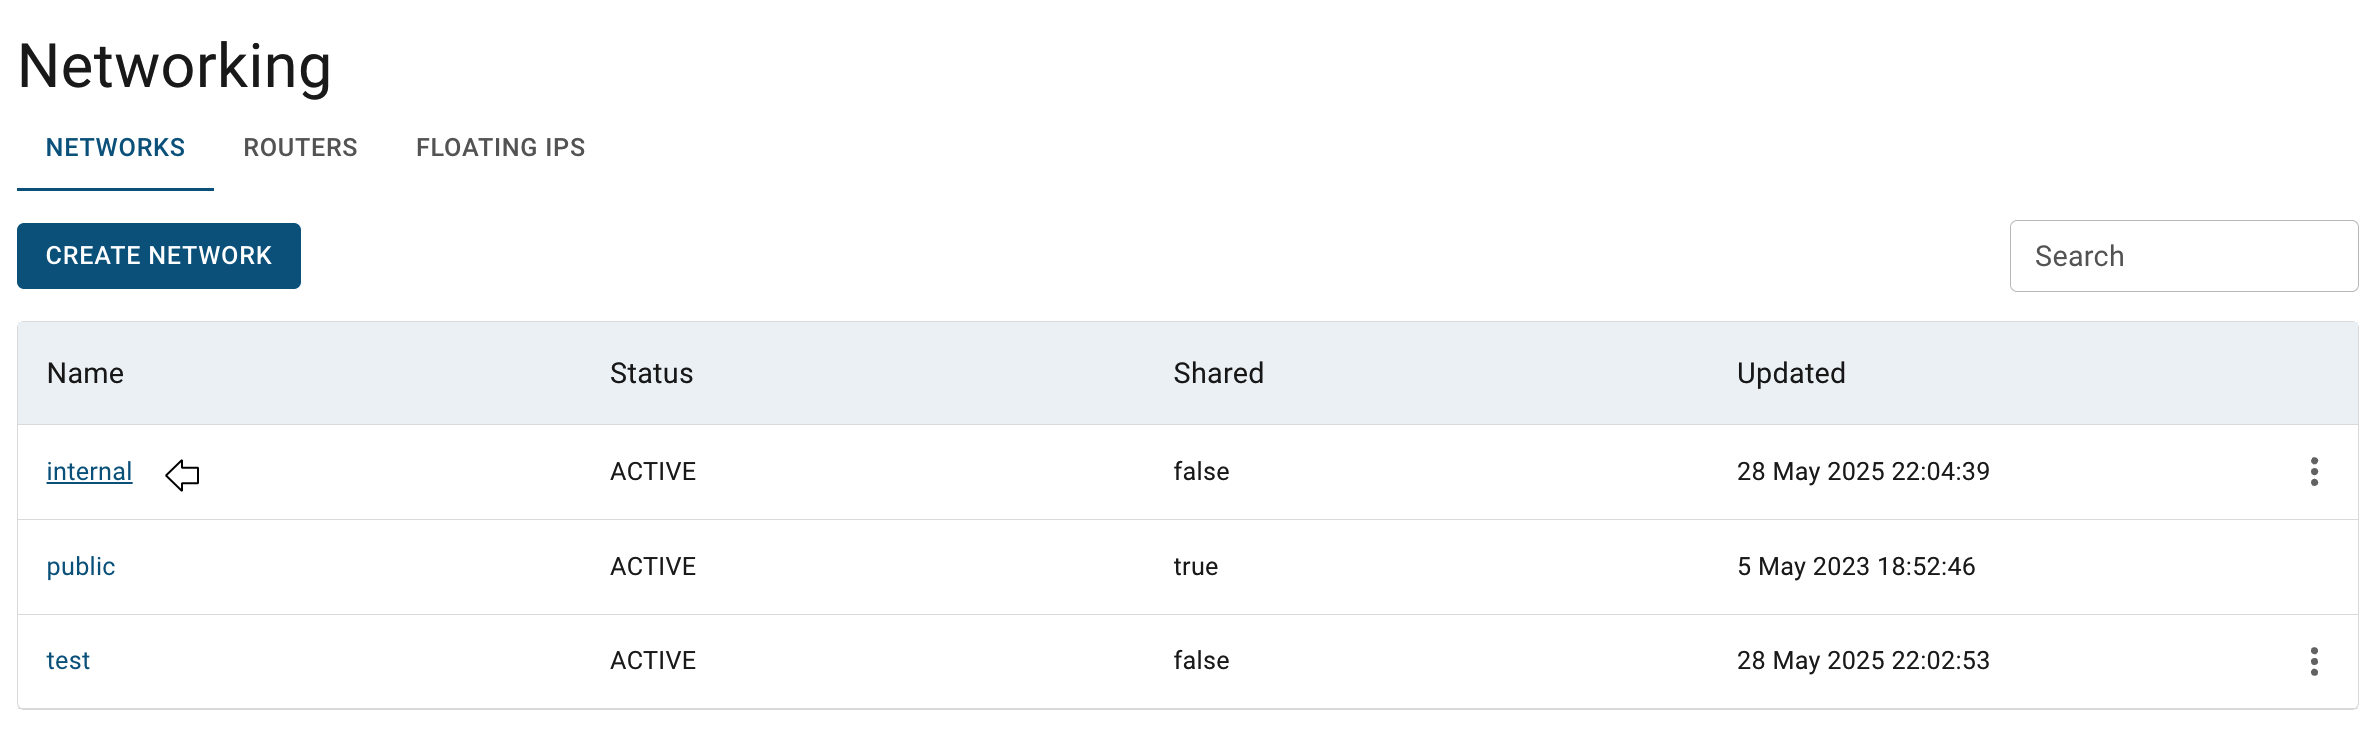 Networking
NETWORKS ROUTERS FLOATING IPS
CREATE NETWORK Search
Name Status Shared Updated
internal ACTIVE false 28 May 2025 22:04:39
public ACTIVE true 5 May 2023 18:52:46
test ACTIVE false 28 May 2025 22:02:53